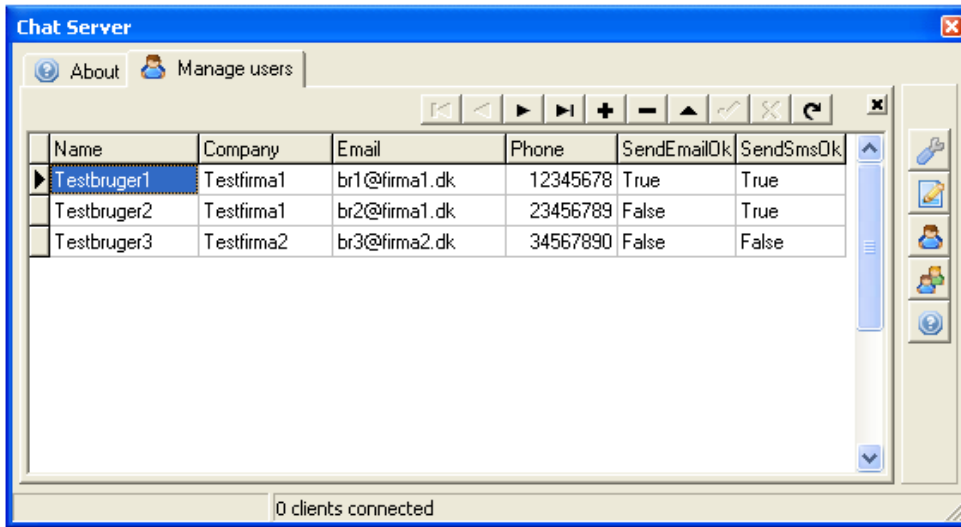 Chat Server
About Manage users
Name Company Email Phone SendEmailOk SendSmsOk
Testbruger1 Testfirma1 br1@firma1.dk 12345678 True True
Testbruger2 Testfirma1 br2@firma1.dk 23456789 False True
Testbruger3 Testfirma2 br3@firma2.dk 34567890 False False
0 clients connected